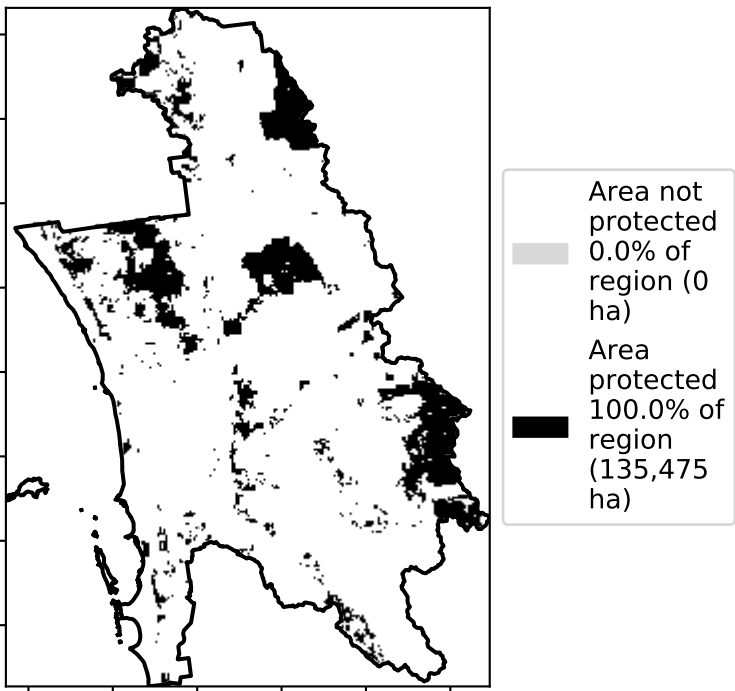 Area not
protected
0.0% of
region (0
ha)
Area
protected
100.0% of
region
(135,475
ha)